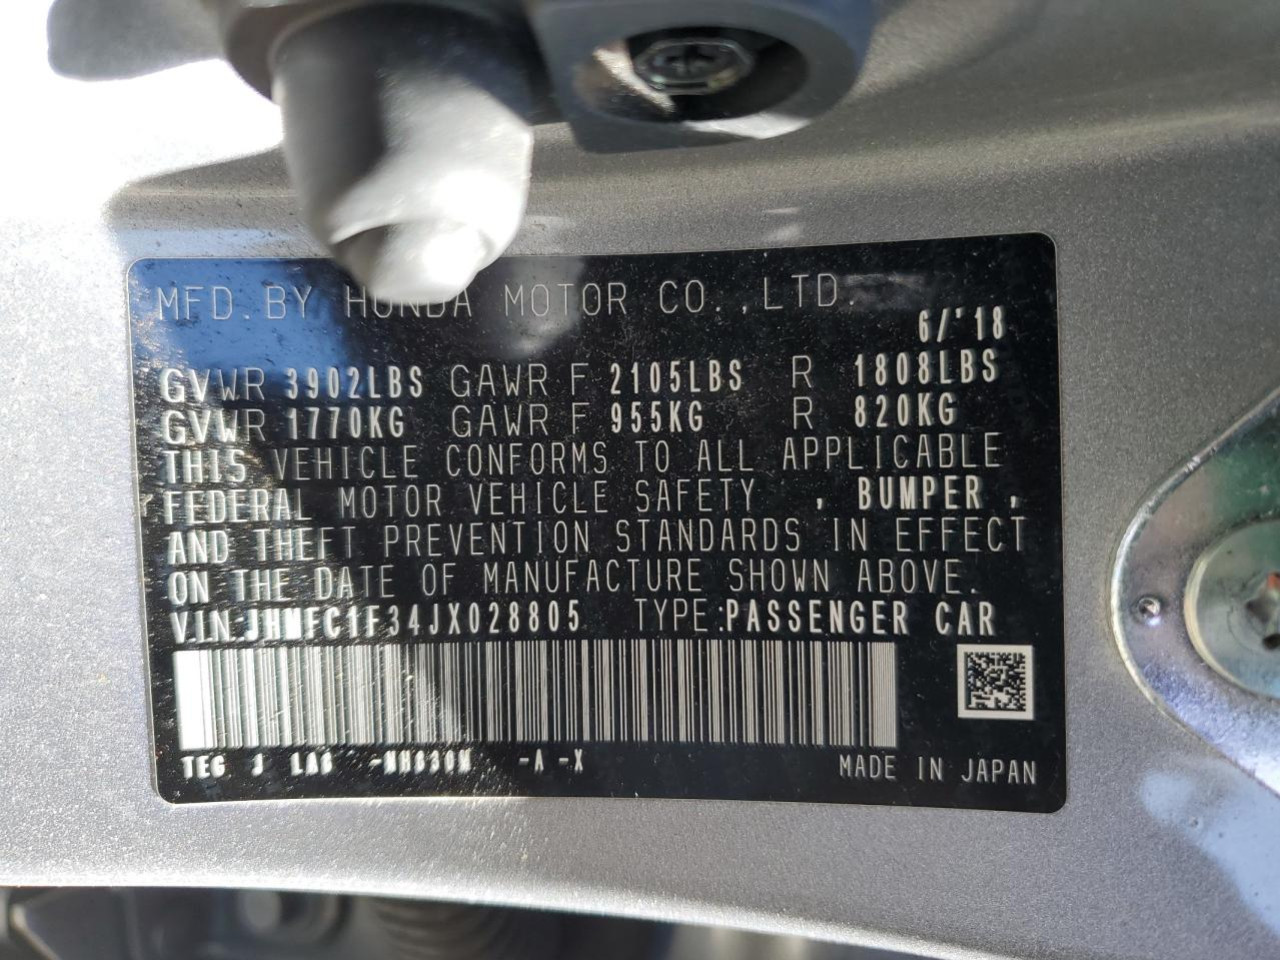 MFD. BY HONDA MOTOR CO., LTD.
6/'18
GVWR 3902LBS GAWR F 2105LBS R 1808LBS
GVWR 1770KG GAWR F 955KG R 820KG
THIS VEHICLE CONFORMS TO ALL APPLICABLE
FEDERAL MOTOR VEHICLE SAFETY , BUMPER ,
AND THEFT PREVENTION STANDARDS IN EFFECT
ON THE DATE OF MANUFACTURE SHOWN ABOVE.
V.I.N.:JHMFC1F34JX028805 TYPE:PASSENGER CAR
TEG J LA6 -NH830M -A -X MADE IN JAPAN